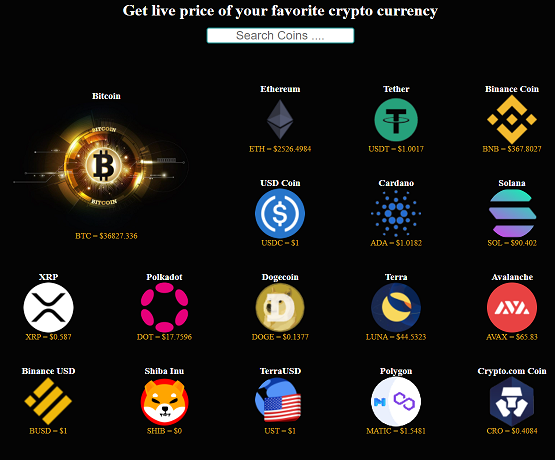 Get live price of your favorite crypto currency
Search Coins ....
Bitcoin
BITCOIN
BITCOIN
BTC = $36827.336
Ethereum
ETH = $2526.4984
Tether
USDT = $1.0017
Binance Coin
BNB = $367.8027
USD Coin
USDC = $1
Cardano
ADA = $1.0182
Solana
SOL = $90.402
XRP
XRP = $0.587
Polkadot
DOT = $17.7596
Dogecoin
DOGE = $0.1377
Terra
LUNA = $44.5323
Avalanche
AVAX = $65.83
Binance USD
BUSD = $1
Shiba Inu
SHIB = $0
TerraUSD
UST = $1
Polygon
MATIC = $1.5481
Crypto.com Coin
CRO = $0.4084